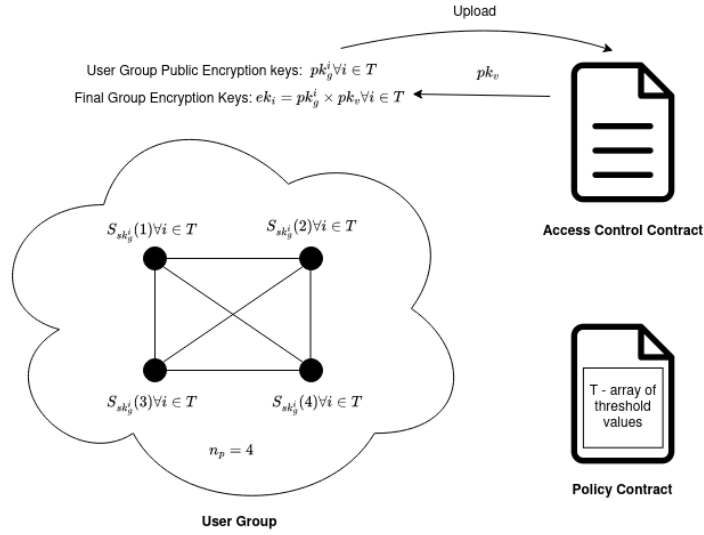 Upload
User Group Public Encryption keys: $pk_g^i \forall i \in T$
$pk_v$
Final Group Encryption Keys: $ek_i = pk_g^i \times pk_v \forall i \in T$
Access Control Contract
$S_{sk_g^i}(1) \forall i \in T$
$S_{sk_g^i}(2) \forall i \in T$
$S_{sk_g^i}(3) \forall i \in T$
$S_{sk_g^i}(4) \forall i \in T$
$n_p = 4$
User Group
T - array of
threshold
values
Policy Contract